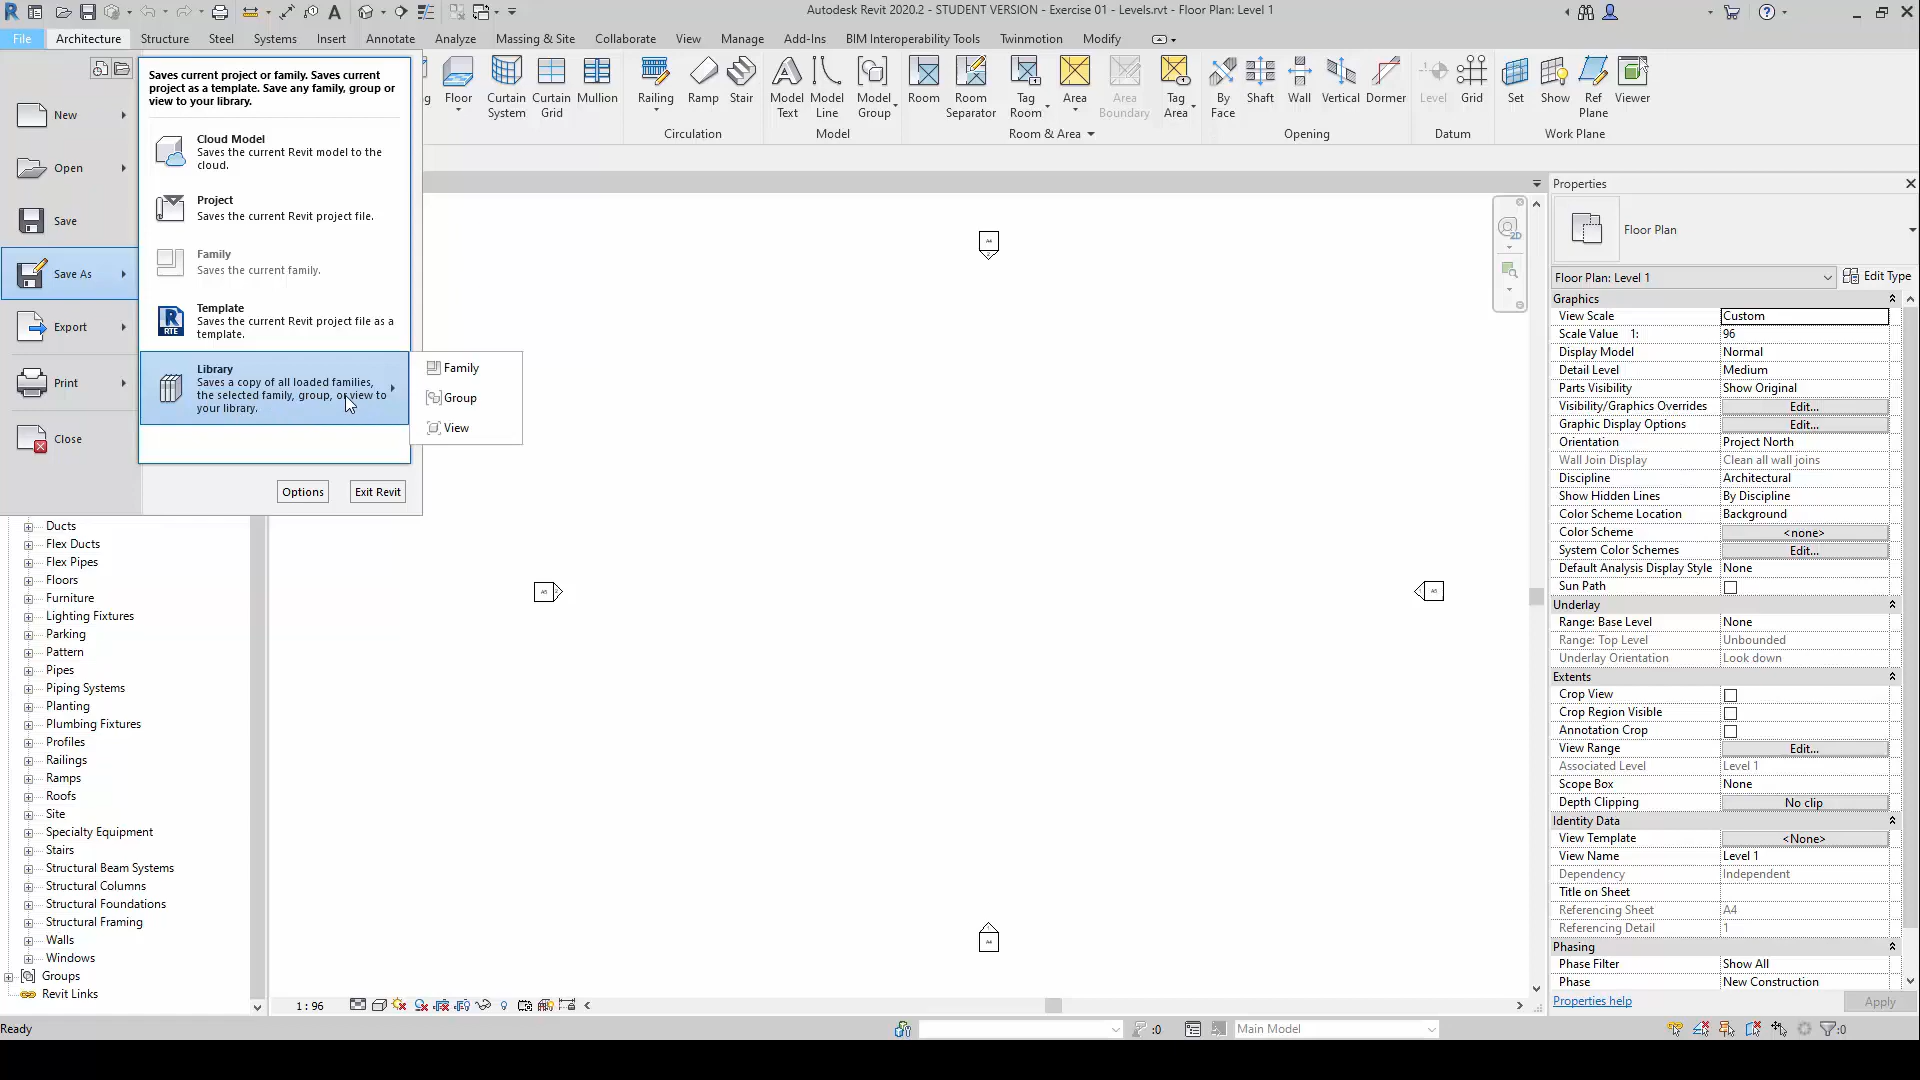 Autodesk Revit 2020.2 - STUDENT VERSION - Exercise 01 - Levels.rvt - Floor Plan: Level 1
File
Architecture
Structure
Steel
Systems
Insert
Annotate
Analyze
Massing & Site
Collaborate
View
Manage
Add-Ins
BIM Interoperability Tools
Twinmotion
Modify
Floor
Curtain
System
Curtain
Grid
Mullion
Railing
Ramp
Stair
Circulation
Model
Text
Model
Line
Model
Group
Model
Room
Room
Separator
Tag
Room
Area
Area
Boundary
Tag
Area
Room & Area
By
Face
Shaft
Wall
Vertical
Dormer
Opening
Level
Grid
Datum
Set
Show
Ref
Plane
Viewer
Work Plane
New
Open
Save
Save As
Export
Print
Close
Saves current project or family. Saves current
project as a template. Save any family, group or
view to your library.
Cloud Model
Saves the current Revit model to the
cloud.
Project
Saves the current Revit project file.
Family
Saves the current family.
RTE
Template
Saves the current Revit project file as a
template.
Library
Saves a copy of all loaded families,
the selected family, group, or view to
your library.
Family
Group
View
Options
Exit Revit
Ducts
Flex Ducts
Flex Pipes
Floors
Furniture
Lighting Fixtures
Parking
Pattern
Pipes
Piping Systems
Planting
Plumbing Fixtures
Profiles
Railings
Ramps
Roofs
Site
Specialty Equipment
Stairs
Structural Beam Systems
Structural Columns
Structural Foundations
Structural Framing
Walls
Windows
Groups
Revit Links
2D
Properties
Floor Plan
Floor Plan: Level 1
Edit Type
Graphics
View Scale Custom
Scale Value 1: 96
Display Model Normal
Detail Level Medium
Parts Visibility Show Original
Visibility/Graphics Overrides Edit...
Graphic Display Options Edit...
Orientation Project North
Wall Join Display Clean all wall joins
Discipline Architectural
Show Hidden Lines By Discipline
Color Scheme Location Background
Color Scheme <none>
System Color Schemes Edit...
Default Analysis Display Style None
Sun Path
Underlay
Range: Base Level None
Range: Top Level Unbounded
Underlay Orientation Look down
Extents
Crop View
Crop Region Visible
Annotation Crop
View Range Edit...
Associated Level Level 1
Scope Box None
Depth Clipping No clip
Identity Data
View Template <None>
View Name Level 1
Dependency Independent
Title on Sheet
Referencing Sheet A4
Referencing Detail 1
Phasing
Phase Filter Show All
Phase New Construction
Properties help
Apply
1 : 96
Ready
:0
Main Model
:0